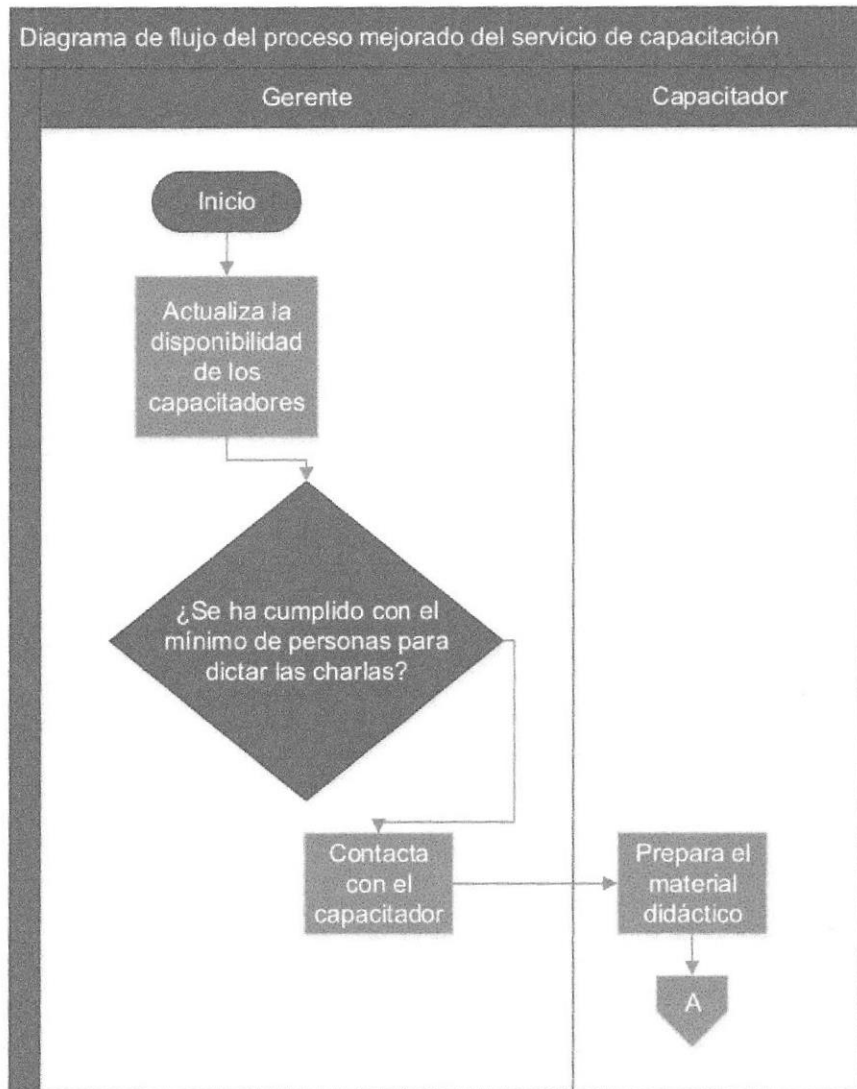 Diagrama de flujo del proceso mejorado del servicio de capacitación
Gerente
Capacitador
Inicio
Actualiza la
disponibilidad
de los
capacitadores
¿Se ha cumplido con el
mínimo de personas para
dictar las charlas?
Contacta
con el
capacitador
Prepara el
material
didáctico
A